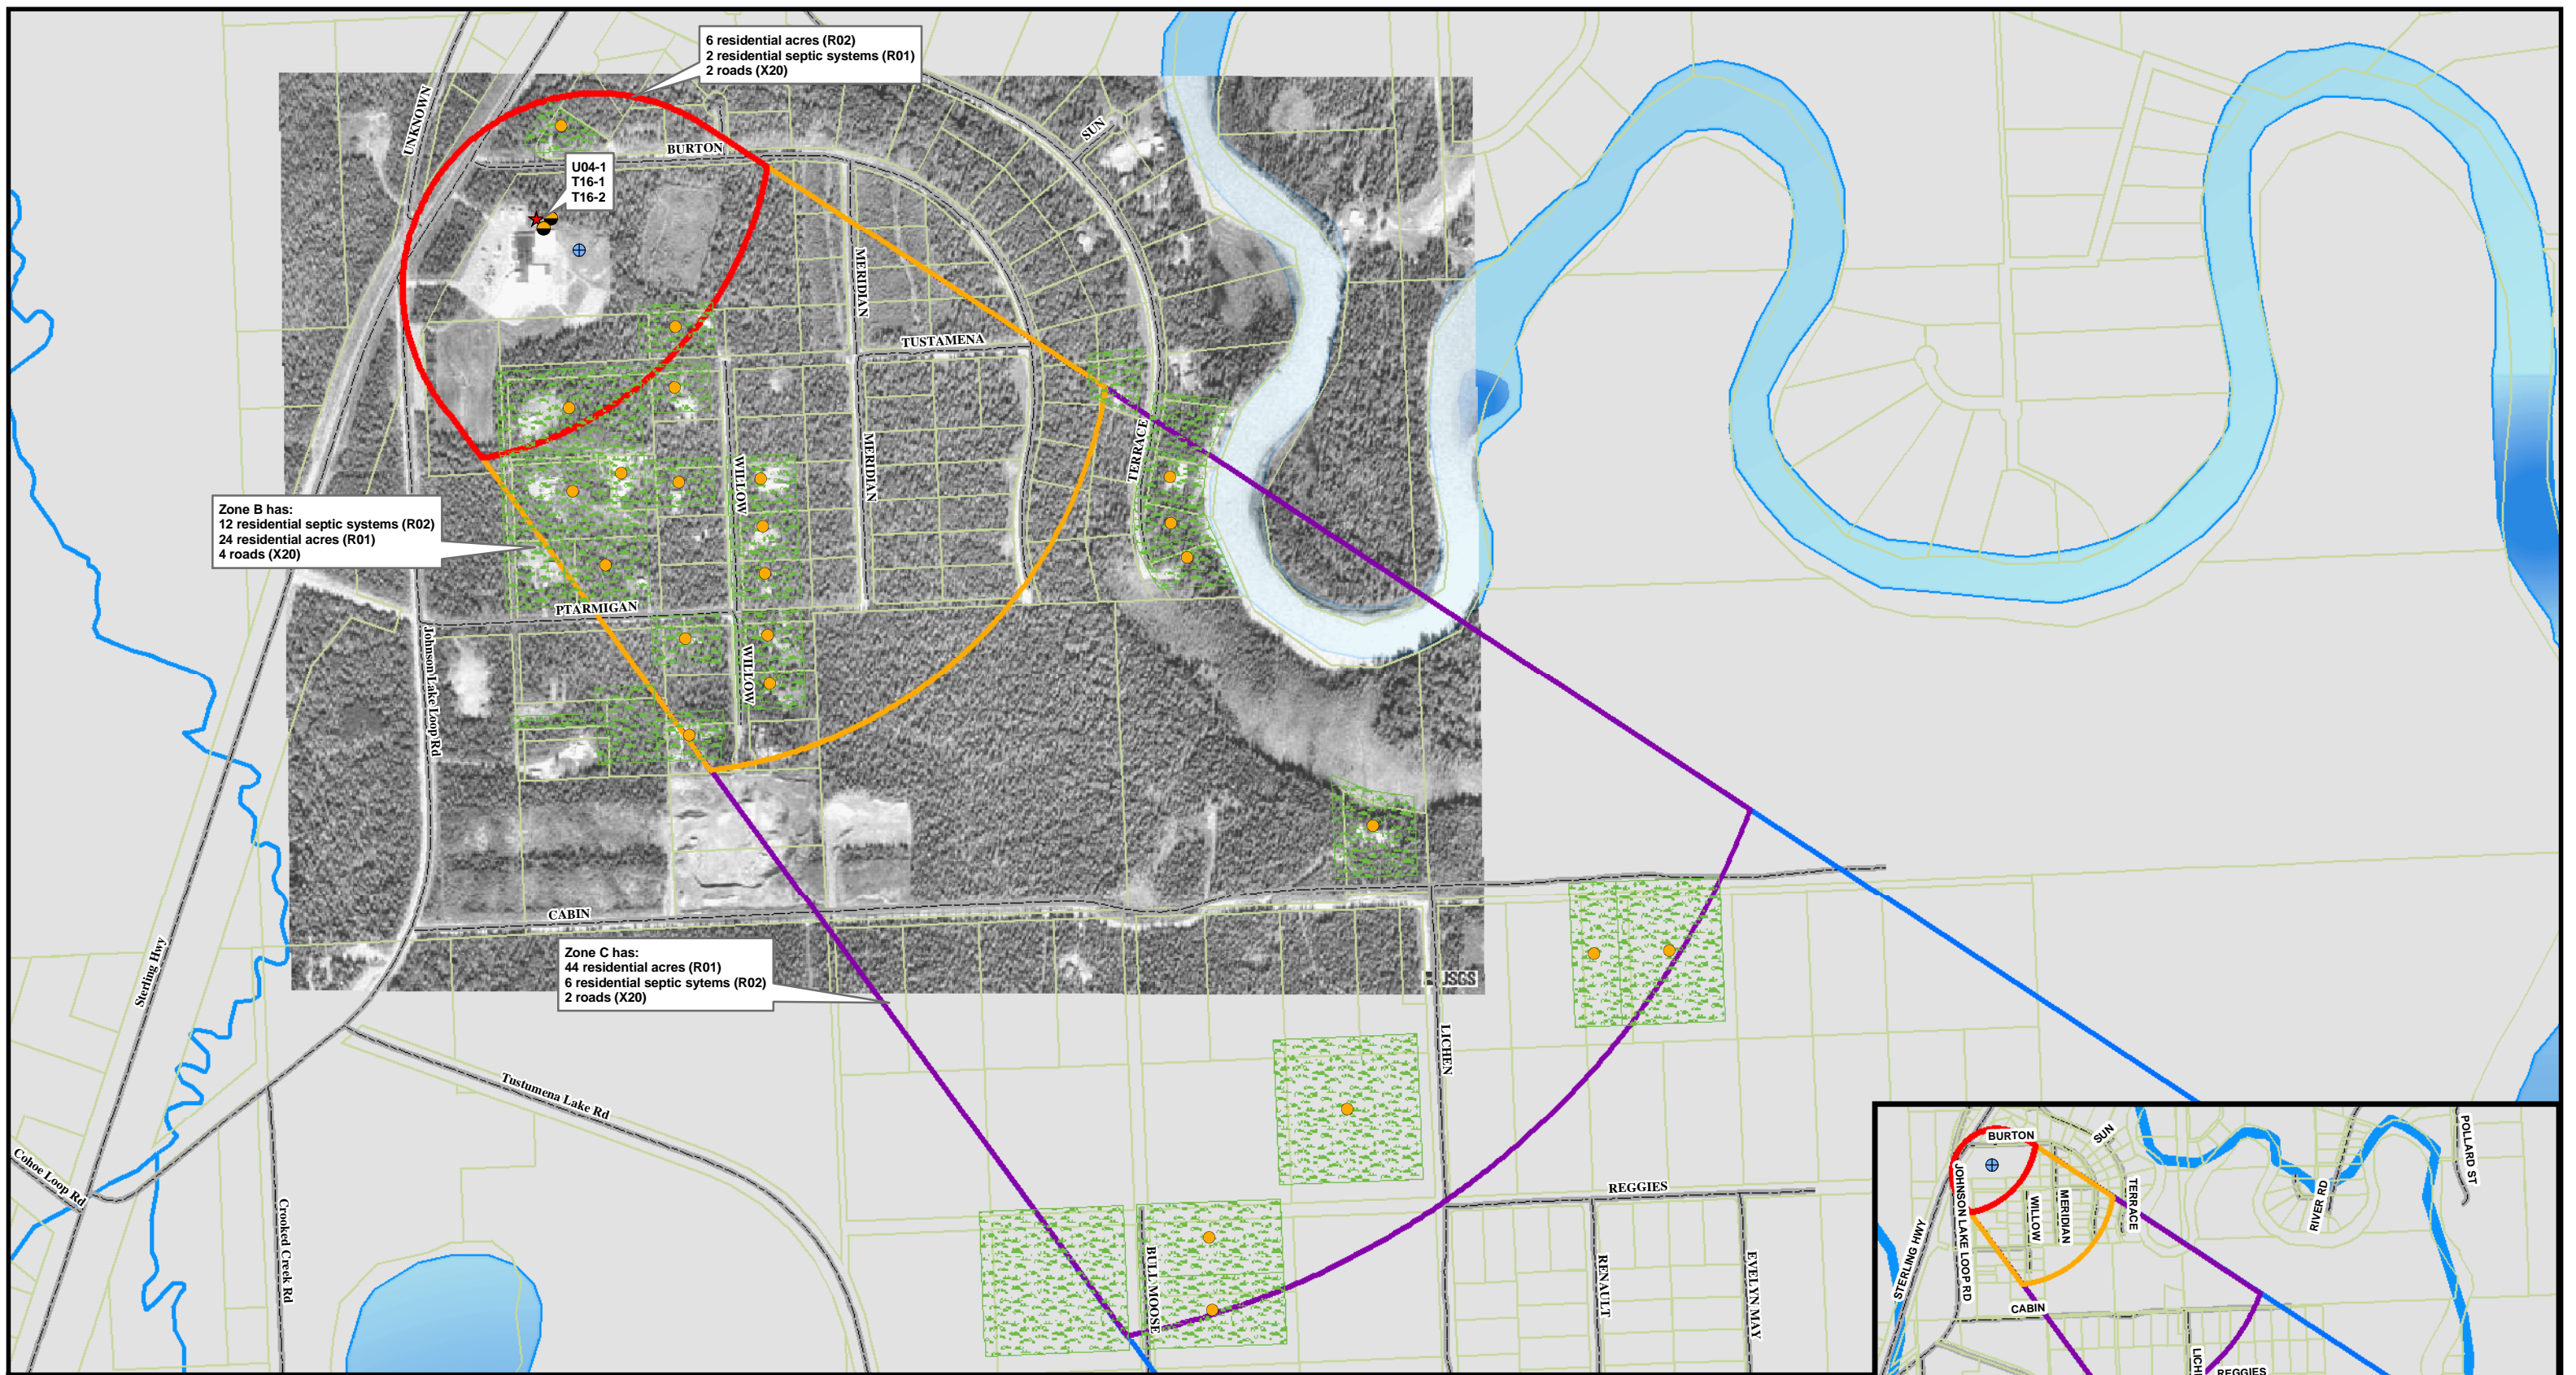 6 residential acres (R02)
2 residential septic systems (R01)
2 roads (X20)
UNKNOWN
BURTON
SUN
U04-1
T16-1
T16-2
MERIDIAN
TUSTAMENA
MERIDIAN
TERRACE
WILLOW
Zone B has:
12 residential septic systems (R02)
24 residential acres (R01)
4 roads (X20)
PTARMIGAN
Johnson Lake Loop Rd
WILLOW
CABIN
Sterling Hwy
Zone C has:
44 residential acres (R01)
6 residential septic sytems (R02)
2 roads (X20)
USGS
LICHEN
Tustumena Lake Rd
Cohoe Loop Rd
Crooked Creek Rd
BULL MOOSE
REGGIES
RENAULT
EVELYN MAY
BURTON
SUN
POLLARD ST
JOHNSON LAKE LOOP RD
WILLOW
MERIDIAN
TERRACE
RIVER RD
STERLING HWY
CABIN
LICH
REGGIES